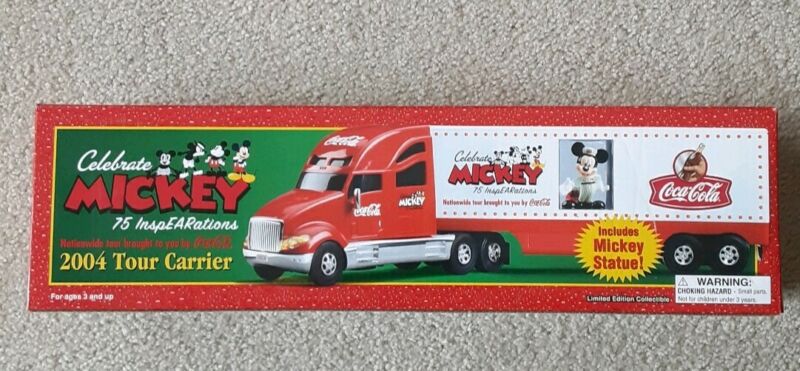 Celebrate
MICKEY
75 InspEARations
Nationwide tour brought to you by Coca-Cola
2004 Tour Carrier
For ages 3 and up
Coca-Cola
Coca-Cola
MICKEY
Celebrate
MICKEY
75 InspEARations
Nationwide tour brought to you by Coca-Cola
Coca-Cola
Includes
Mickey
Statue!
WARNING:
CHOKING HAZARD - Small parts.
Not for children under 3 years.
Limited Edition Collectible